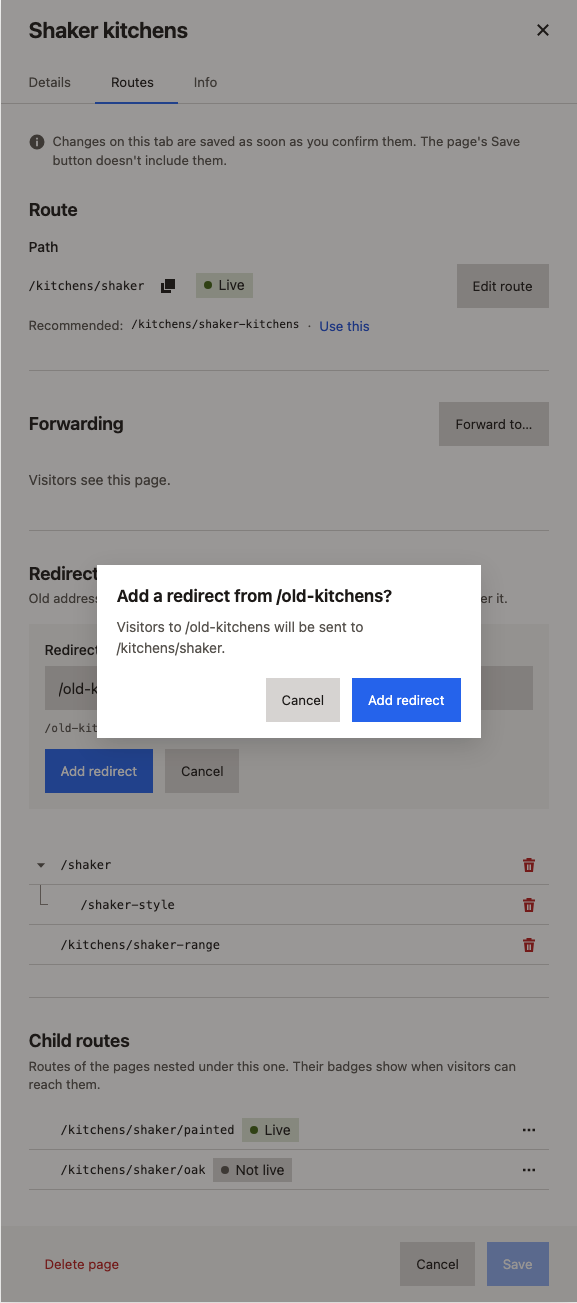 Shaker kitchens
Details Routes Info
Changes on this tab are saved as soon as you confirm them. The page's Save
button doesn't include them.
Route
Path
/kitchens/shaker Live Edit route
Recommended: /kitchens/shaker-kitchens · Use this
Forwarding Forward to...
Visitors see this page.
Redirect
Old addres er it.
Add a redirect from /old-kitchens?
Visitors to /old-kitchens will be sent to
/kitchens/shaker.
Cancel Add redirect
Redirect
/old-k
/old-kit
Add redirect Cancel
/shaker
/shaker-style
/kitchens/shaker-range
Child routes
Routes of the pages nested under this one. Their badges show when visitors can
reach them.
/kitchens/shaker/painted Live
/kitchens/shaker/oak Not live
Delete page Cancel Save